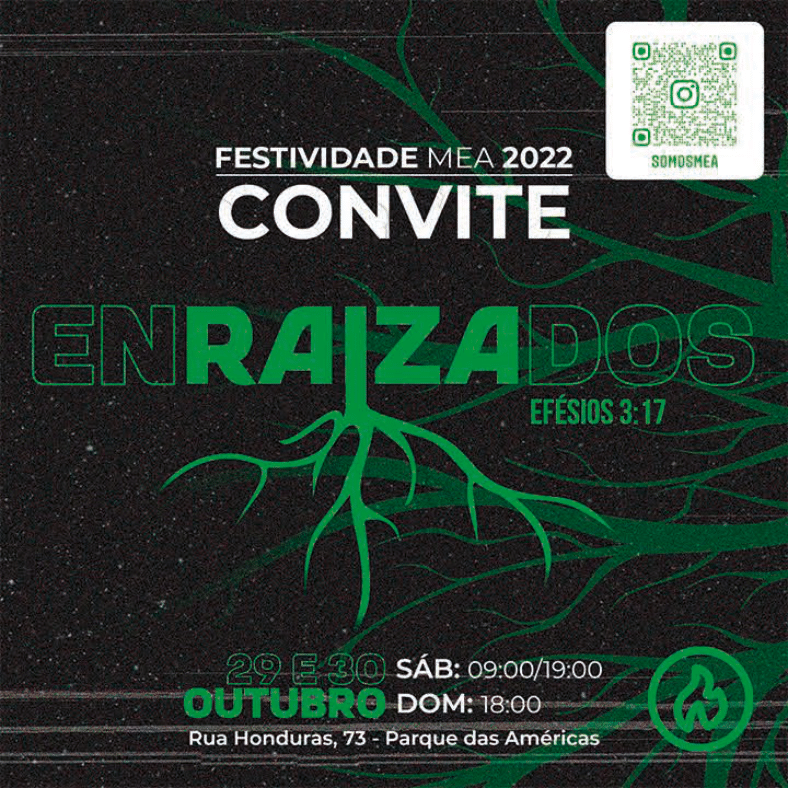 SOMOSMEA
FESTIVIDADE MEA 2022
CONVITE
ENRAIZADOS
EFÉSIOS 3:17
29 E 30 SÁB: 09:00/19:00
OUTUBRO DOM: 18:00
Rua Honduras, 73 - Parque das Américas